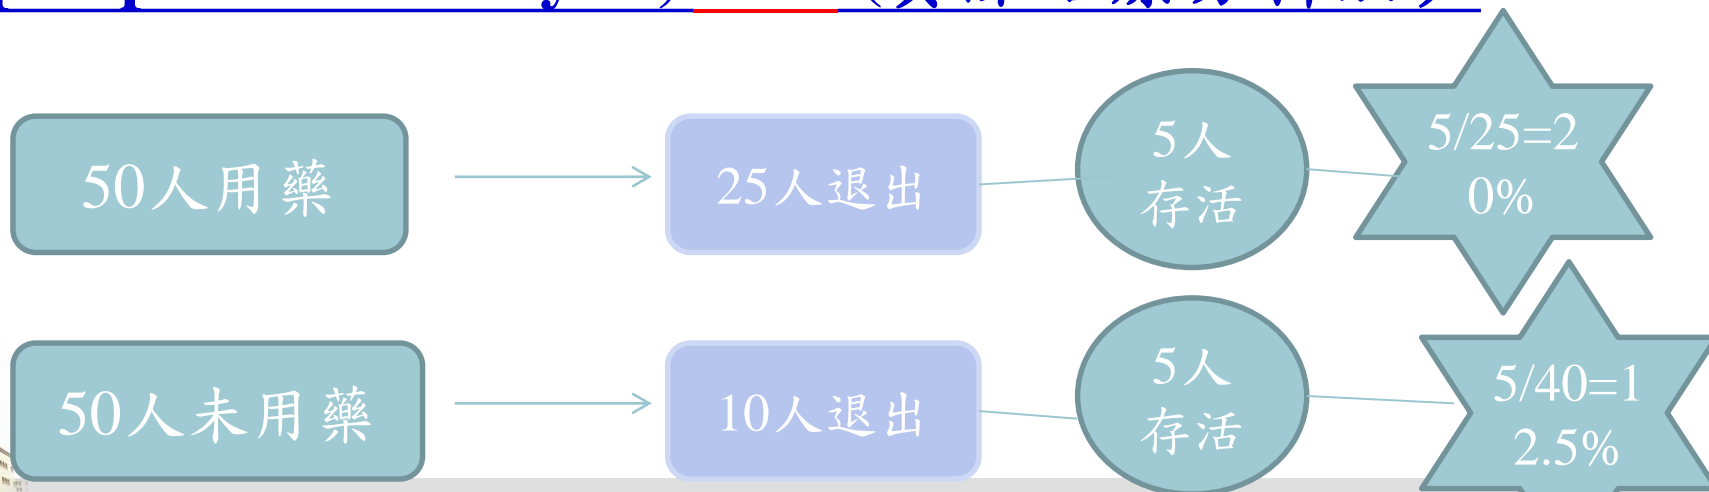 50人用藥
25人退出
5人
存活
5/25=2
0%
50人未用藥
10人退出
5人
存活
5/40=1
2.5%